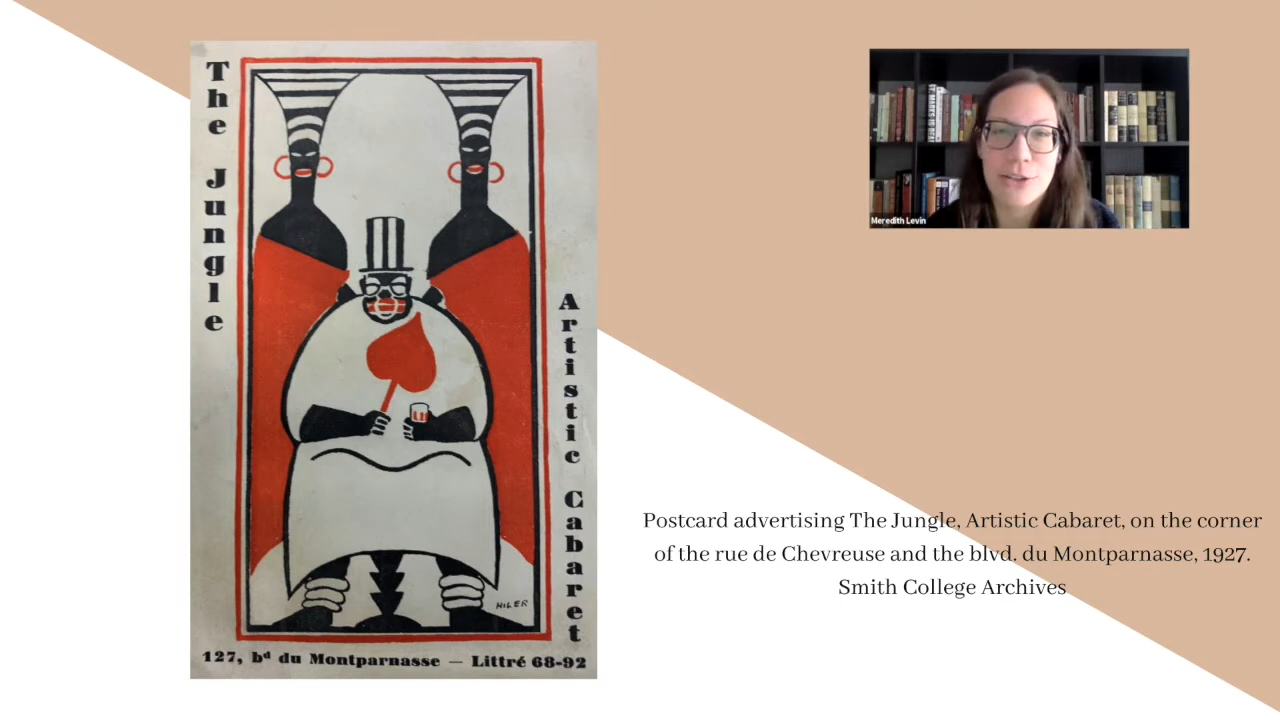 The Jungle
Artistic Cabaret
HILER
127, bd du Montparnasse — Littré 68-92
Meredith Levin
Postcard advertising The Jungle, Artistic Cabaret, on the corner
of the rue de Chevreuse and the blvd. du Montparnasse, 1927.
Smith College Archives